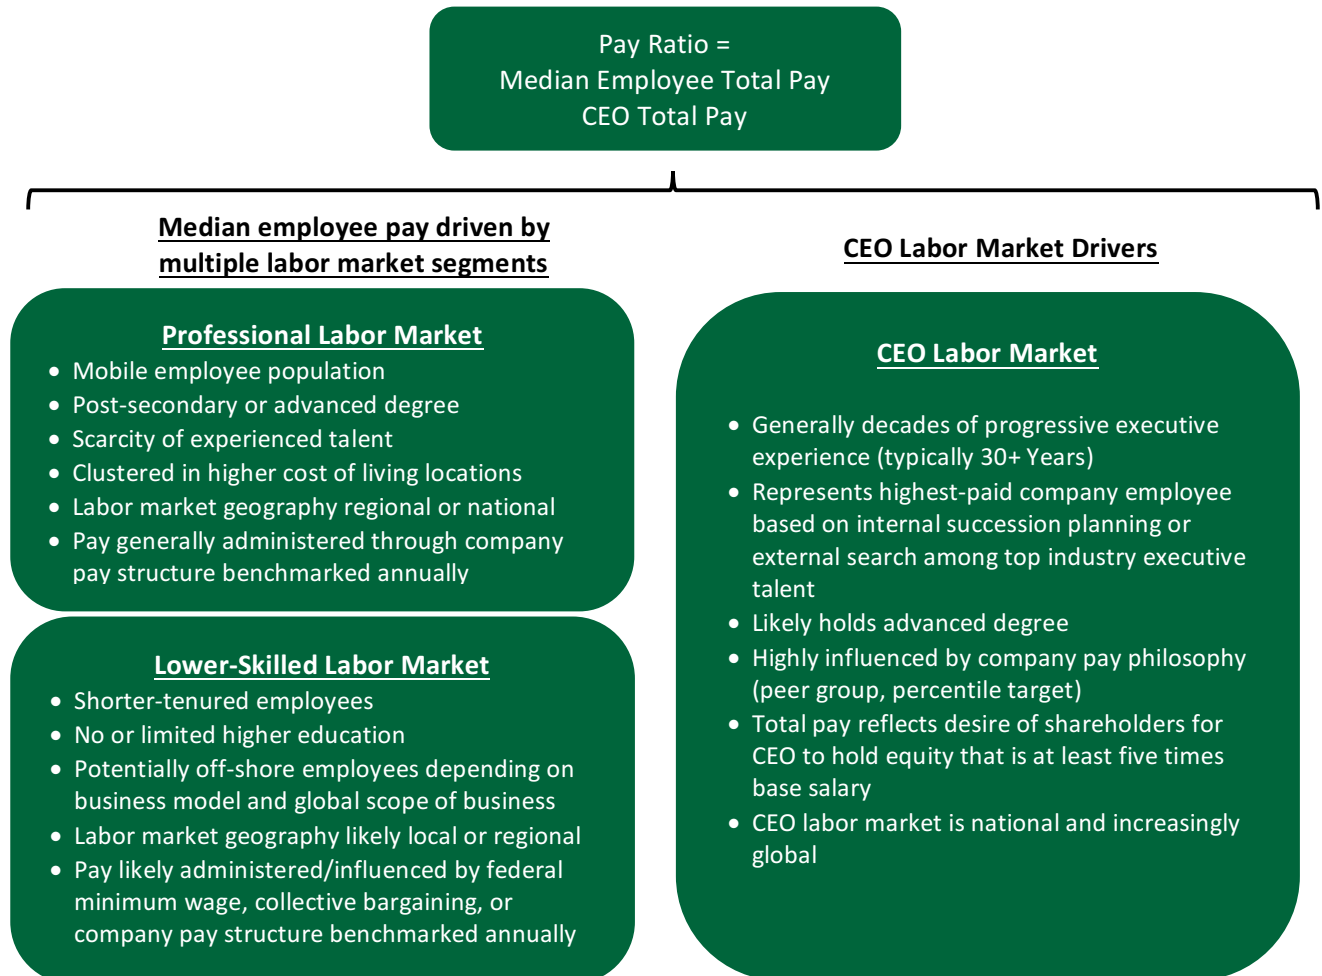 Pay Ratio =
Median Employee Total Pay
CEO Total Pay
Median employee pay driven by
multiple labor market segments
Professional Labor Market
• Mobile employee population
• Post-secondary or advanced degree
• Scarcity of experienced talent
• Clustered in higher cost of living locations
• Labor market geography regional or national
• Pay generally administered through company
pay structure benchmarked annually
Lower-Skilled Labor Market
• Shorter-tenured employees
• No or limited higher education
• Potentially off-shore employees depending on
business model and global scope of business
• Labor market geography likely local or regional
• Pay likely administered/influenced by federal
minimum wage, collective bargaining, or
company pay structure benchmarked annually
CEO Labor Market Drivers
CEO Labor Market
• Generally decades of progressive executive
experience (typically 30+ Years)
• Represents highest-paid company employee
based on internal succession planning or
external search among top industry executive
talent
• Likely holds advanced degree
• Highly influenced by company pay philosophy
(peer group, percentile target)
• Total pay reflects desire of shareholders for
CEO to hold equity that is at least five times
base salary
• CEO labor market is national and increasingly
global